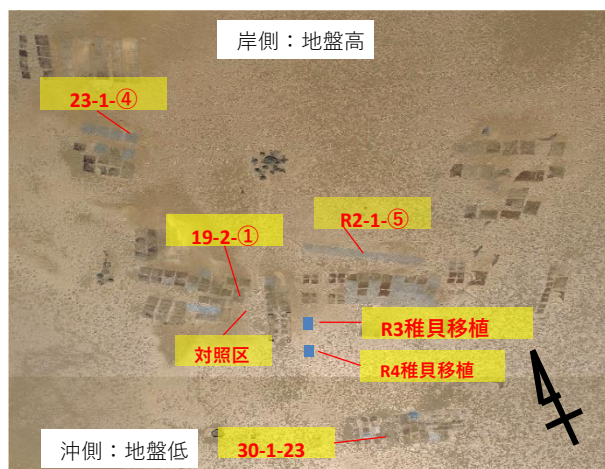 岸側：地盤高
23-1-④
R2-1-⑤
19-2-①
R3稚貝移植
対照区
R4稚貝移植
沖側：地盤低
30-1-23